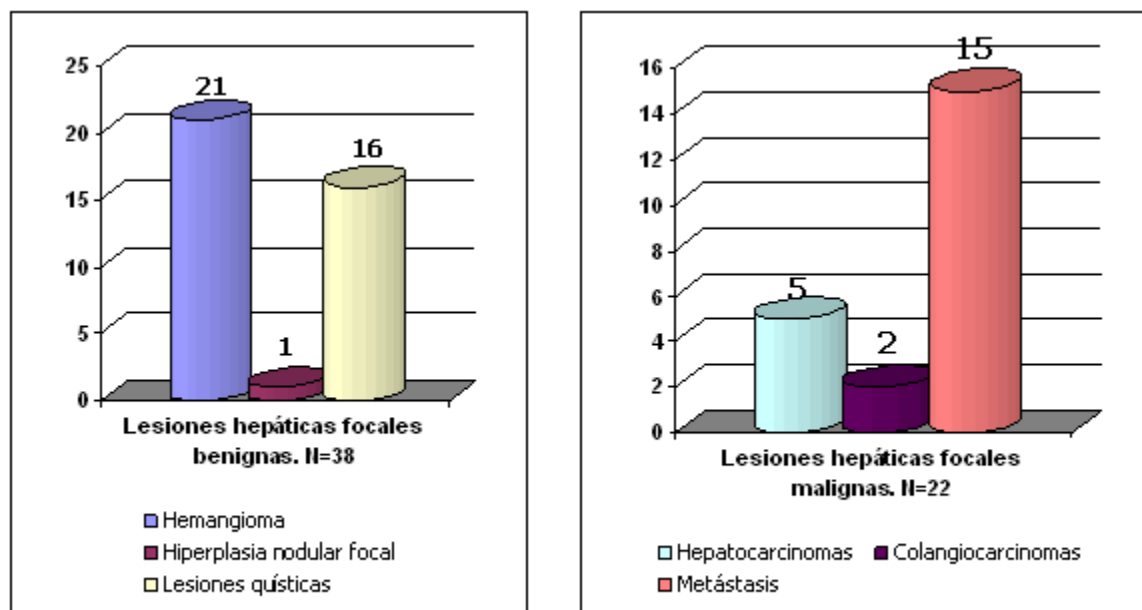 25
20
15
10
5
0
21
1
16
Lesiones hepáticas focales
benignas. N=38
Hemangioma
Hiperplasia nodular focal
Lesiones quísticas
16
14
12
10
8
6
4
2
0
5
2
15
Lesiones hepáticas focales
malignas. N=22
Hepatocarcinomas Colangiocarcinomas
Metástasis